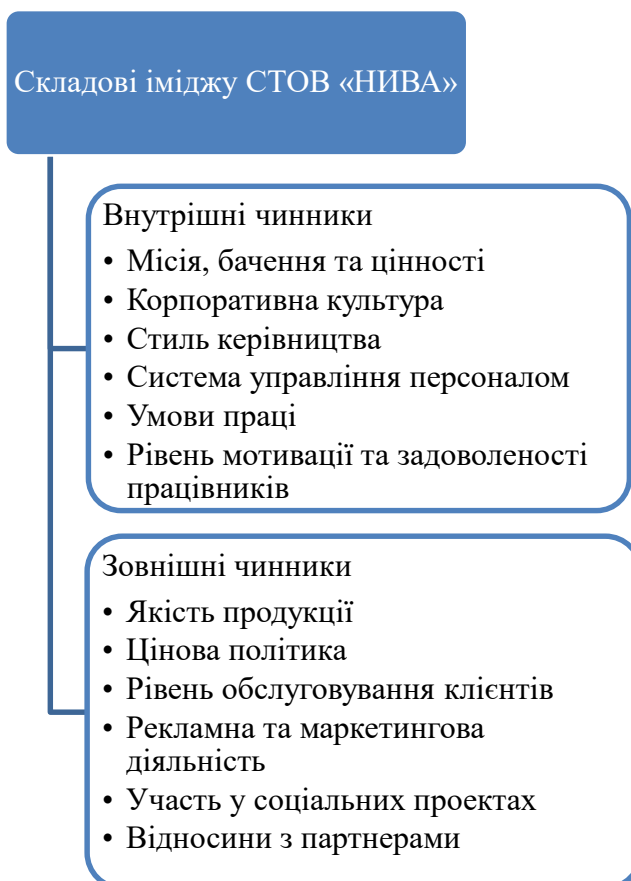 Складові іміджу СТОВ «НИВА»
Внутрішні чинники
• Місія, бачення та цінності
• Корпоративна культура
• Стиль керівництва
• Система управління персоналом
• Умови праці
• Рівень мотивації та задоволеності
працівників
Зовнішні чинники
• Якість продукції
• Цінова політика
• Рівень обслуговування клієнтів
• Рекламна та маркетингова
діяльність
• Участь у соціальних проектах
• Відносини з партнерами